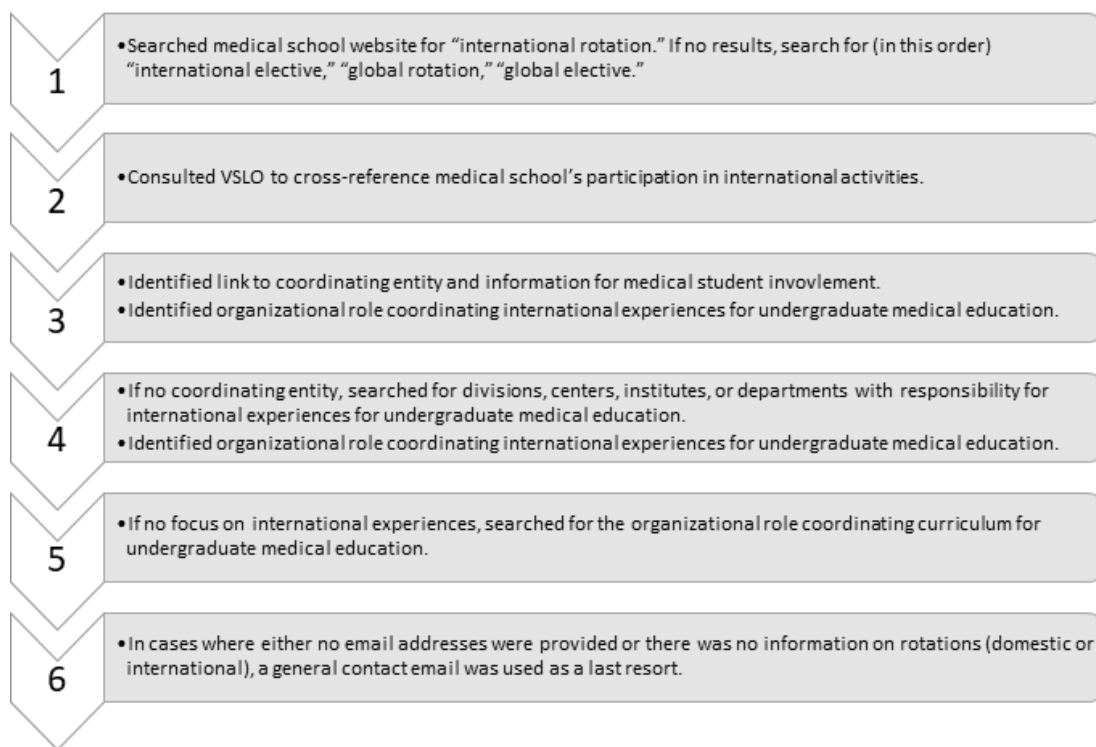 1
•Searched medical school website for “international rotation.” If no results, search for (in this order)
“international elective,” “global rotation,” “global elective.”
2
•Consulted VSLO to cross-reference medical school’s participation in international activities.
3
•Identified link to coordinating entity and information for medical student invovlement.
•Identified organizational role coordinating international experiences for undergraduate medical education.
4
•If no coordinating entity, searched for divisions, centers, institutes, or departments with responsibility for
international experiences for undergraduate medical education.
•Identified organizational role coordinating international experiences for undergraduate medical education.
5
•If no focus on international experiences, searched for the organizational role coordinating curriculum for
undergraduate medical education.
6
•In cases where either no email addresses were provided or there was no information on rotations (domestic or
international), a general contact email was used as a last resort.